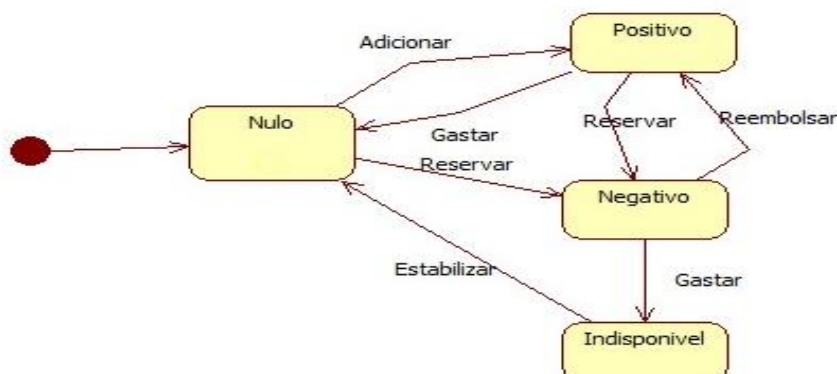 Positivo
Adicionar
Nulo
Gastar
Reservar
Reembolsar
Reservar
Negativo
Estabilizar
Gastar
Indisponivel